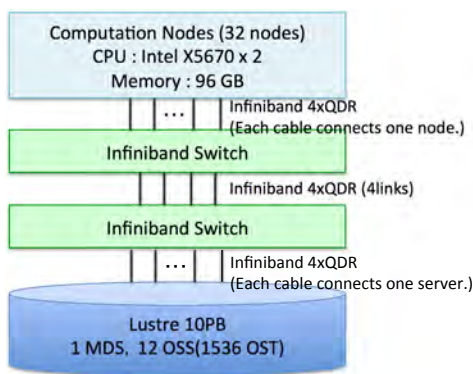 Computation Nodes (32 nodes)
CPU : Intel X5670 x 2
Memory : 96 GB
...
Infiniband 4xQDR
(Each cable connects one node.)
Infiniband Switch
Infiniband 4xQDR (4links)
Infiniband Switch
...
Infiniband 4xQDR
(Each cable connects one server.)
Lustre 10PB
1 MDS, 12 OSS(1536 OST)